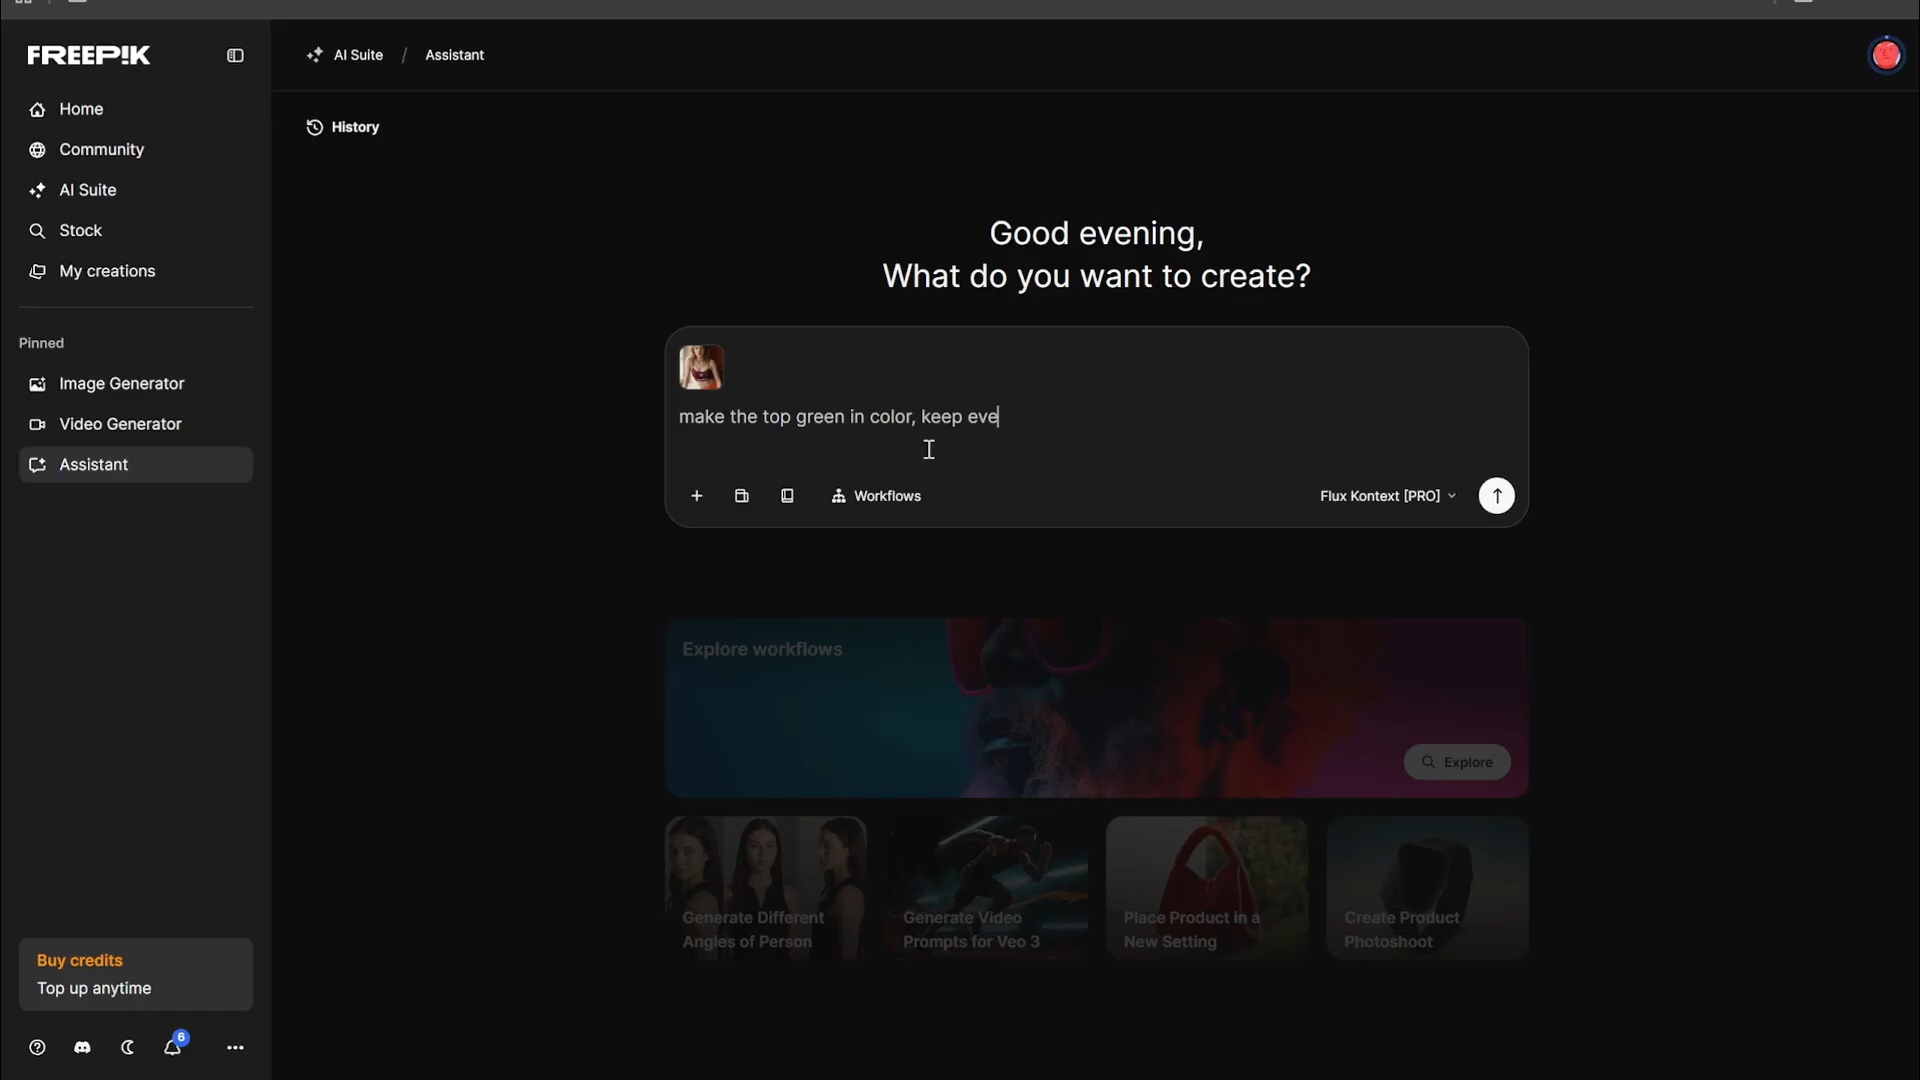 FREEP!K
AI Suite / Assistant
Home
Community
AI Suite
Stock
My creations
Pinned
Image Generator
Video Generator
Assistant
History
Good evening,
What do you want to create?
make the top green in color, keep eve
Workflows
Flux Kontext [PRO]
Explore workflows
Explore
Generate Different
Angles of Person
Generate Video
Prompts for Veo 3
Place Product in a
New Setting
Create Product
Photoshoot
Buy credits
Top up anytime
6